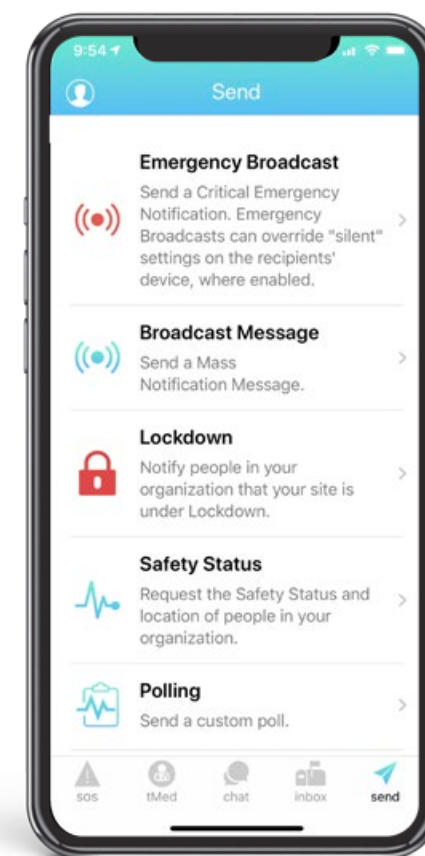 9:54
Send
Emergency Broadcast
Send a Critical Emergency
Notification. Emergency
Broadcasts can override "silent"
settings on the recipients'
device, where enabled.
Broadcast Message
Send a Mass
Notification Message.
Lockdown
Notify people in your
organization that your site is
under Lockdown.
Safety Status
Request the Safety Status and
location of people in your
organization.
Polling
Send a custom poll.
sos tMed chat inbox send